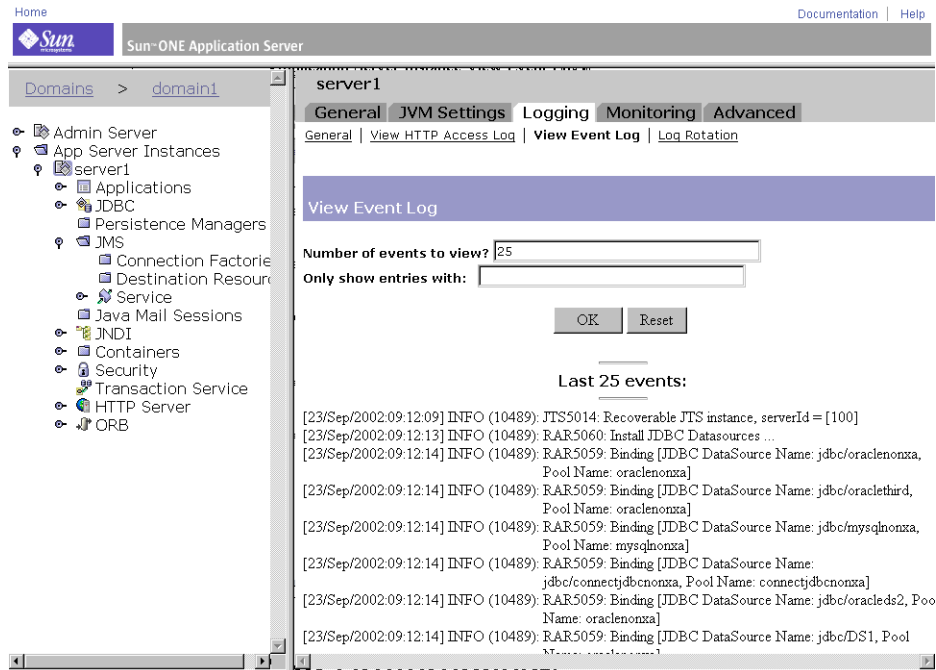 Home
Documentation | Help
Sun
microsystems
Sun™ ONE Application Server
Domains > domain1
Admin Server
App Server Instances
server1
Applications
JDBC
Persistence Managers
JMS
Connection Factorie
Destination Resour
Service
Java Mail Sessions
JNDI
Containers
Security
Transaction Service
HTTP Server
ORB
server1
General JVM Settings Logging Monitoring Advanced
General | View HTTP Access Log | View Event Log | Log Rotation
View Event Log
Number of events to view? 25
Only show entries with:
OK Reset
Last 25 events:
[23/Sep/2002:09:12:09] INFO (10489): JTS5014: Recoverable JTS instance, serverId = [100]
[23/Sep/2002:09:12:13] INFO (10489): RAR5060: Install JDBC Datasources ...
[23/Sep/2002:09:12:14] INFO (10489): RAR5059: Binding [JDBC DataSource Name: jdbc/oraclenonxa,
Pool Name: oraclenonxa]
[23/Sep/2002:09:12:14] INFO (10489): RAR5059: Binding [JDBC DataSource Name: jdbc/oraclethird,
Pool Name: oraclenonxa]
[23/Sep/2002:09:12:14] INFO (10489): RAR5059: Binding [JDBC DataSource Name: jdbc/mysqlnonxa,
Pool Name: mysqlnonxa]
[23/Sep/2002:09:12:14] INFO (10489): RAR5059: Binding [JDBC DataSource Name:
jdbc/connectjdbcnonxa, Pool Name: connectjdbcnonxa]
[23/Sep/2002:09:12:14] INFO (10489): RAR5059: Binding [JDBC DataSource Name: jdbc/oracleds2, Poo
Name: oraclenonxa]
[23/Sep/2002:09:12:14] INFO (10489): RAR5059: Binding [JDBC DataSource Name: jdbc/DS1, Pool